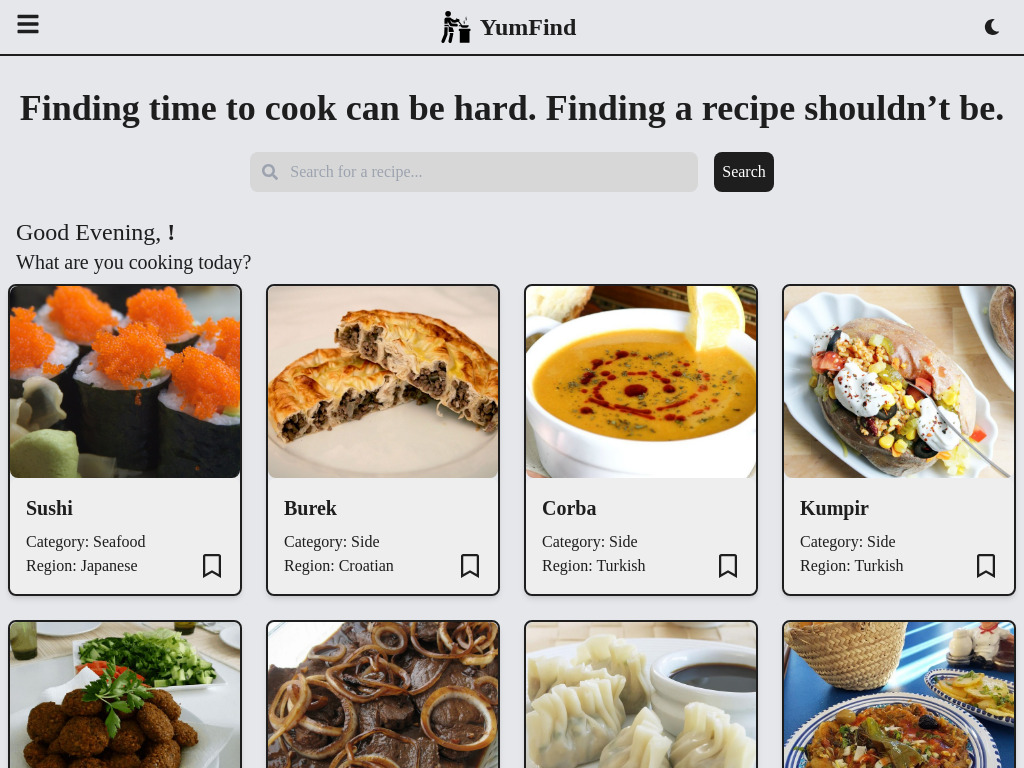 YumFind
Finding time to cook can be hard. Finding a recipe shouldn’t be.
Search for a recipe...
Search
Good Evening, !
What are you cooking today?
Sushi
Category: Seafood
Region: Japanese
Burek
Category: Side
Region: Croatian
Corba
Category: Side
Region: Turkish
Kumpir
Category: Side
Region: Turkish